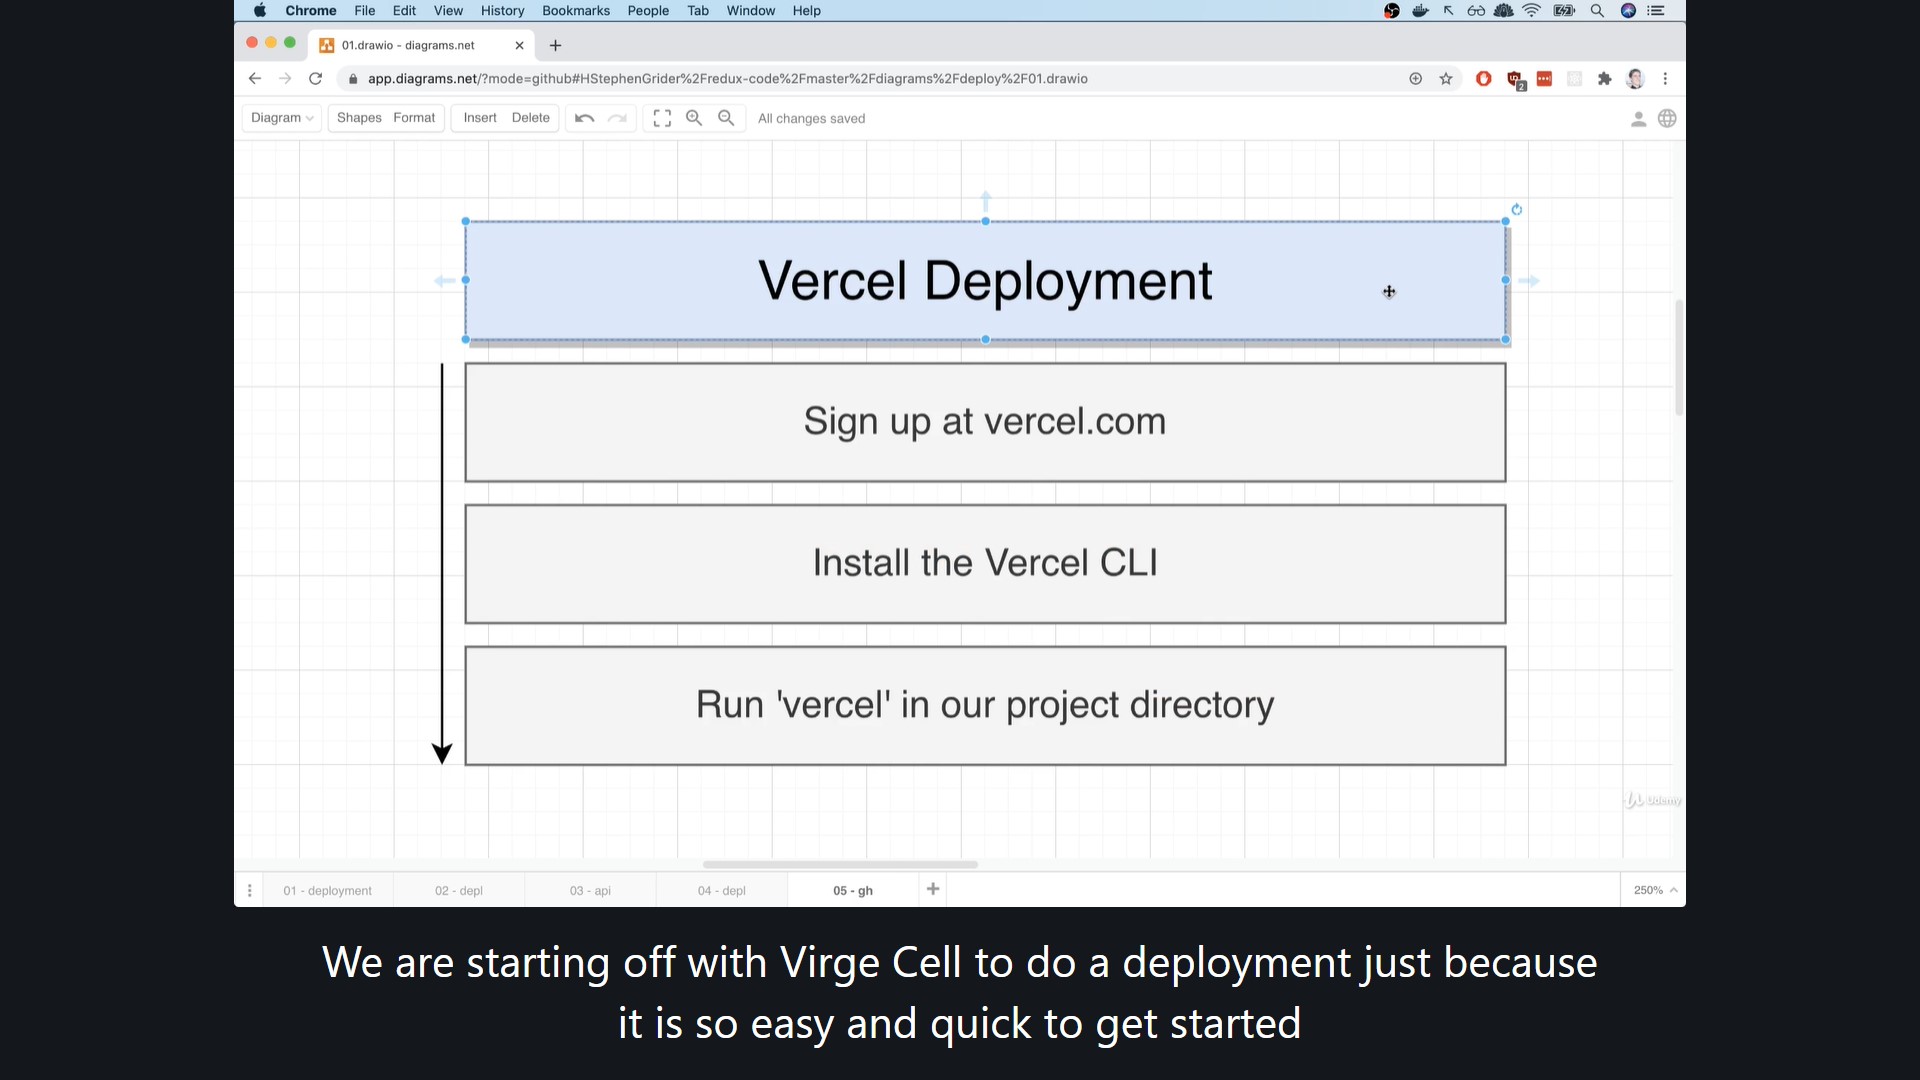 Chrome File Edit View History Bookmarks People Tab Window Help
01.drawio - diagrams.net
app.diagrams.net/?mode=github#HStephenGrider%2Fredux-code%2Fmaster%2Fdiagrams%2Fdeploy%2F01.drawio
2
Diagram Shapes Format Insert Delete All changes saved
Vercel Deployment
Sign up at vercel.com
Install the Vercel CLI
Run 'vercel' in our project directory
Udemy
01 - deployment 02 - depl 03 - api 04 - depl 05 - gh 250%
We are starting off with Virge Cell to do a deployment just because
it is so easy and quick to get started